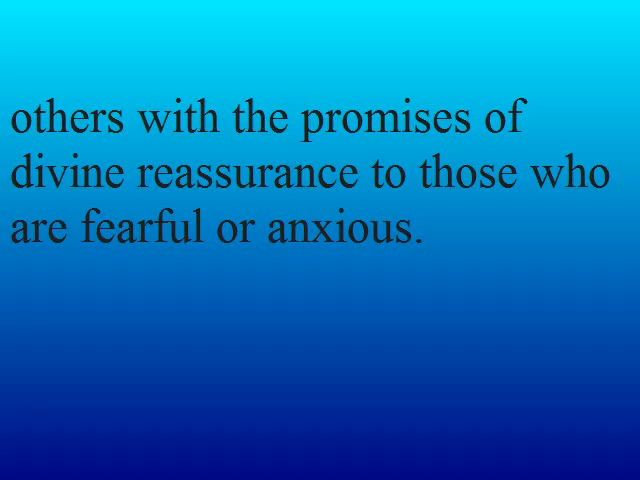 others with the promises of
divine reassurance to those who
are fearful or anxious.